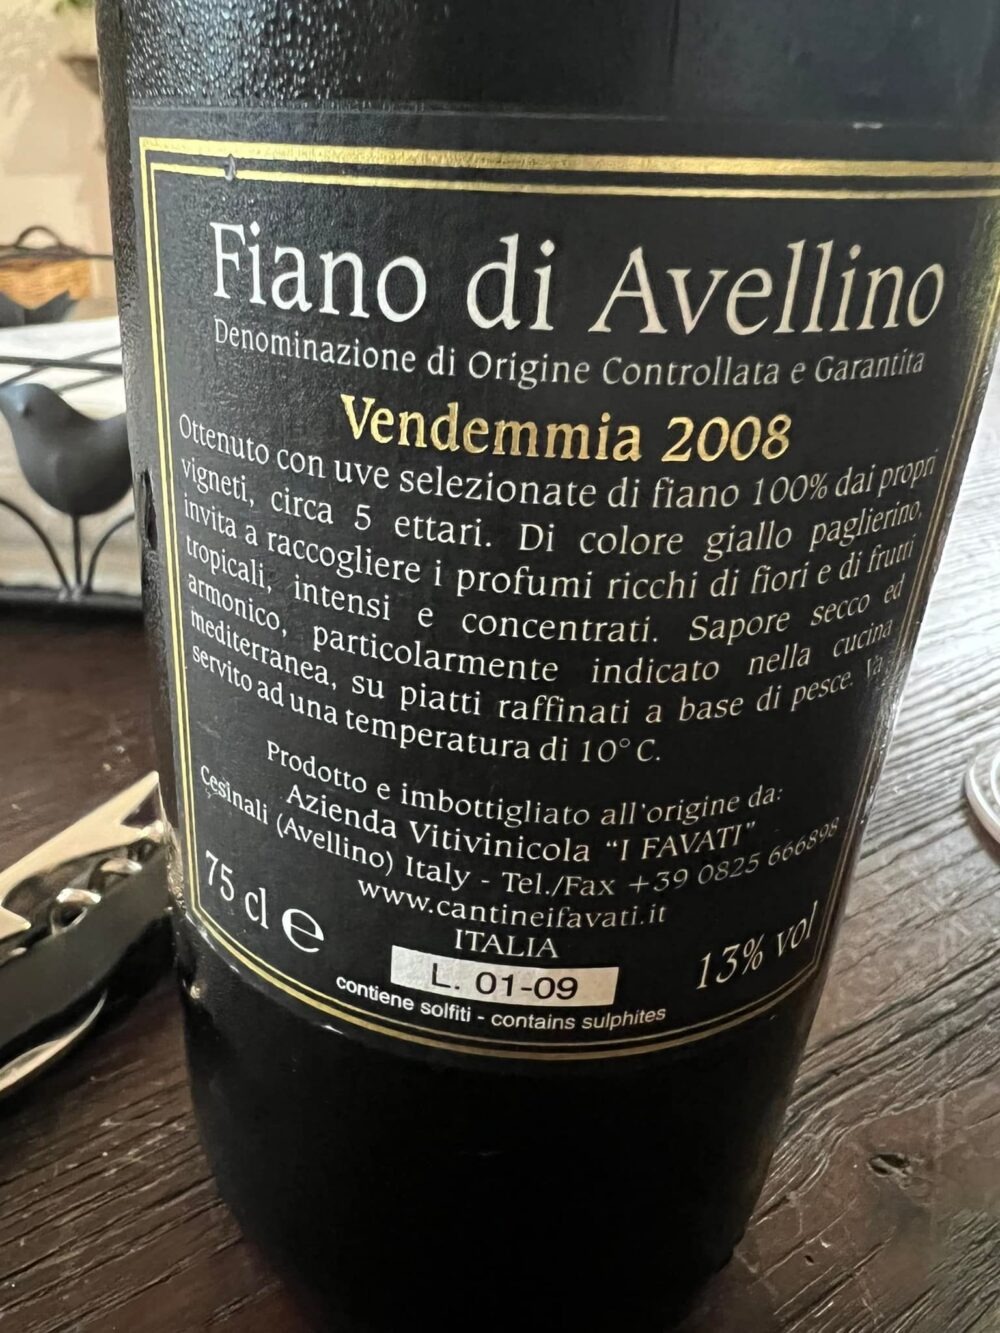 Fiano di Avellino
Denominazione di Origine Controllata e Garantita
Vendemmia 2008
Ottenuto con uve selezionate di fiano 100% dai propri
vigneti, circa 5 ettari. Di colore giallo paglierino,
invita a raccogliere i profumi ricchi di fiori e di frutti
tropicali, intensi e concentrati. Sapore secco ed
armonico, particolarmente indicato nella cucina
mediterranea, su piatti raffinati a base di pesce. Va
servito ad una temperatura di 10° C.
Prodotto e imbottigliato all'origine da:
Azienda Vitivinicola "I FAVATI"
Cesinali (Avellino) Italy - Tel./Fax +39 0825 666898
www.cantineifavati.it
ITALIA
75 cl e
L. 01-09
13% vol
contiene solfiti - contains sulphites